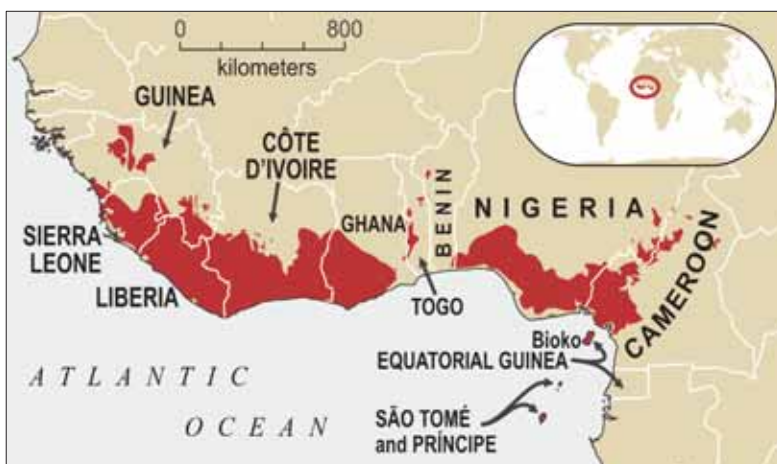 0 800
kilometers
GUINEA
CÔTE
D'IVOIRE
GHANA
BENIN
NIGERIA
SIERRA
LEONE
LIBERIA
TOGO
CAMEROON
Bioko
EQUATORIAL GUINEA
ATLANTIC
OCEAN
SÃO TOMÉ
and PRÍNCIPE